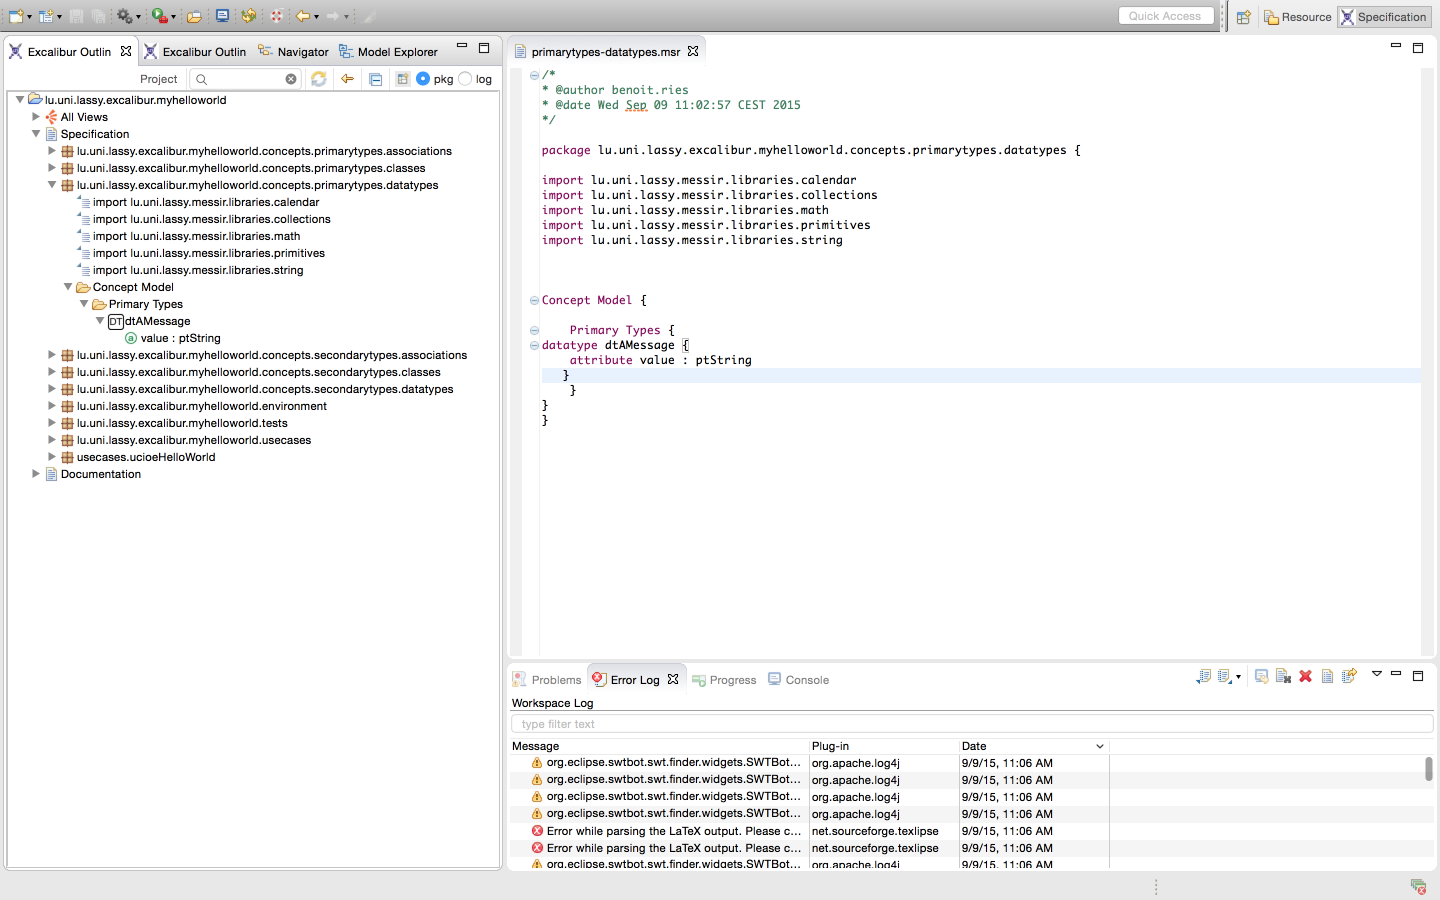 Quick Access
Resource
Specification
Excalibur Outlin
Excalibur Outlin
Navigator
Model Explorer
Project
pkg
log
lu.uni.lassy.excalibur.myhelloworld
All Views
Specification
lu.uni.lassy.excalibur.myhelloworld.concepts.primarytypes.associations
lu.uni.lassy.excalibur.myhelloworld.concepts.primarytypes.classes
lu.uni.lassy.excalibur.myhelloworld.concepts.primarytypes.datatypes
import lu.uni.lassy.messir.libraries.calendar
import lu.uni.lassy.messir.libraries.collections
import lu.uni.lassy.messir.libraries.math
import lu.uni.lassy.messir.libraries.primitives
import lu.uni.lassy.messir.libraries.string
Concept Model
Primary Types
DT dtAMessage
a value : ptString
lu.uni.lassy.excalibur.myhelloworld.concepts.secondarytypes.associations
lu.uni.lassy.excalibur.myhelloworld.concepts.secondarytypes.classes
lu.uni.lassy.excalibur.myhelloworld.concepts.secondarytypes.datatypes
lu.uni.lassy.excalibur.myhelloworld.environment
lu.uni.lassy.excalibur.myhelloworld.tests
lu.uni.lassy.excalibur.myhelloworld.usecases
usecases.ucioeHelloWorld
Documentation
primarytypes-datatypes.msr
/*
* @author benoit.ries
* @date Wed Sep 09 11:02:57 CEST 2015
*/
package lu.uni.lassy.excalibur.myhelloworld.concepts.primarytypes.datatypes {
import lu.uni.lassy.messir.libraries.calendar
import lu.uni.lassy.messir.libraries.collections
import lu.uni.lassy.messir.libraries.math
import lu.uni.lassy.messir.libraries.primitives
import lu.uni.lassy.messir.libraries.string
Concept Model {
Primary Types {
datatype dtAMessage {
attribute value : ptString
}
}
}
}
Problems
Error Log
Progress
Console
Workspace Log
type filter text
Message Plug-in Date
org.eclipse.swtbot.swt.finder.widgets.SWTBot... org.apache.log4j 9/9/15, 11:06 AM
org.eclipse.swtbot.swt.finder.widgets.SWTBot... org.apache.log4j 9/9/15, 11:06 AM
org.eclipse.swtbot.swt.finder.widgets.SWTBot... org.apache.log4j 9/9/15, 11:06 AM
org.eclipse.swtbot.swt.finder.widgets.SWTBot... org.apache.log4j 9/9/15, 11:06 AM
Error while parsing the LaTeX output. Please c... net.sourceforge.texlipse 9/9/15, 11:06 AM
Error while parsing the LaTeX output. Please c... net.sourceforge.texlipse 9/9/15, 11:06 AM
org.eclipse.swtbot.swt.finder.widgets.SWTBot... org.apache.log4j 9/9/15, 11:06 AM